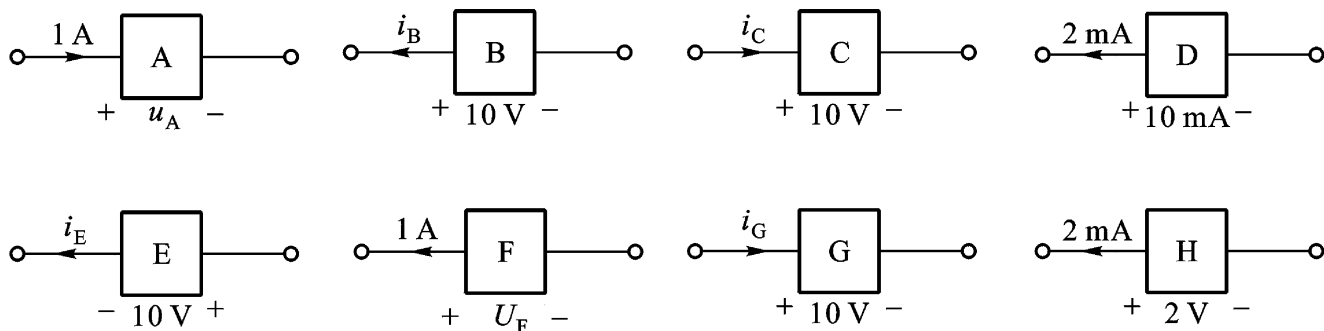 1 A
A
+ u_A −
i_B
B
+ 10 V −
i_C
C
+ 10 V −
2 mA
D
+ 10 mA −
i_E
E
− 10 V +
1 A
F
+ U_F −
i_G
G
+ 10 V −
2 mA
H
+ 2 V −